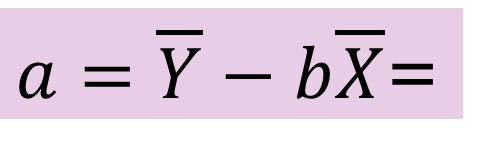 a = Y̅ − bX̅=